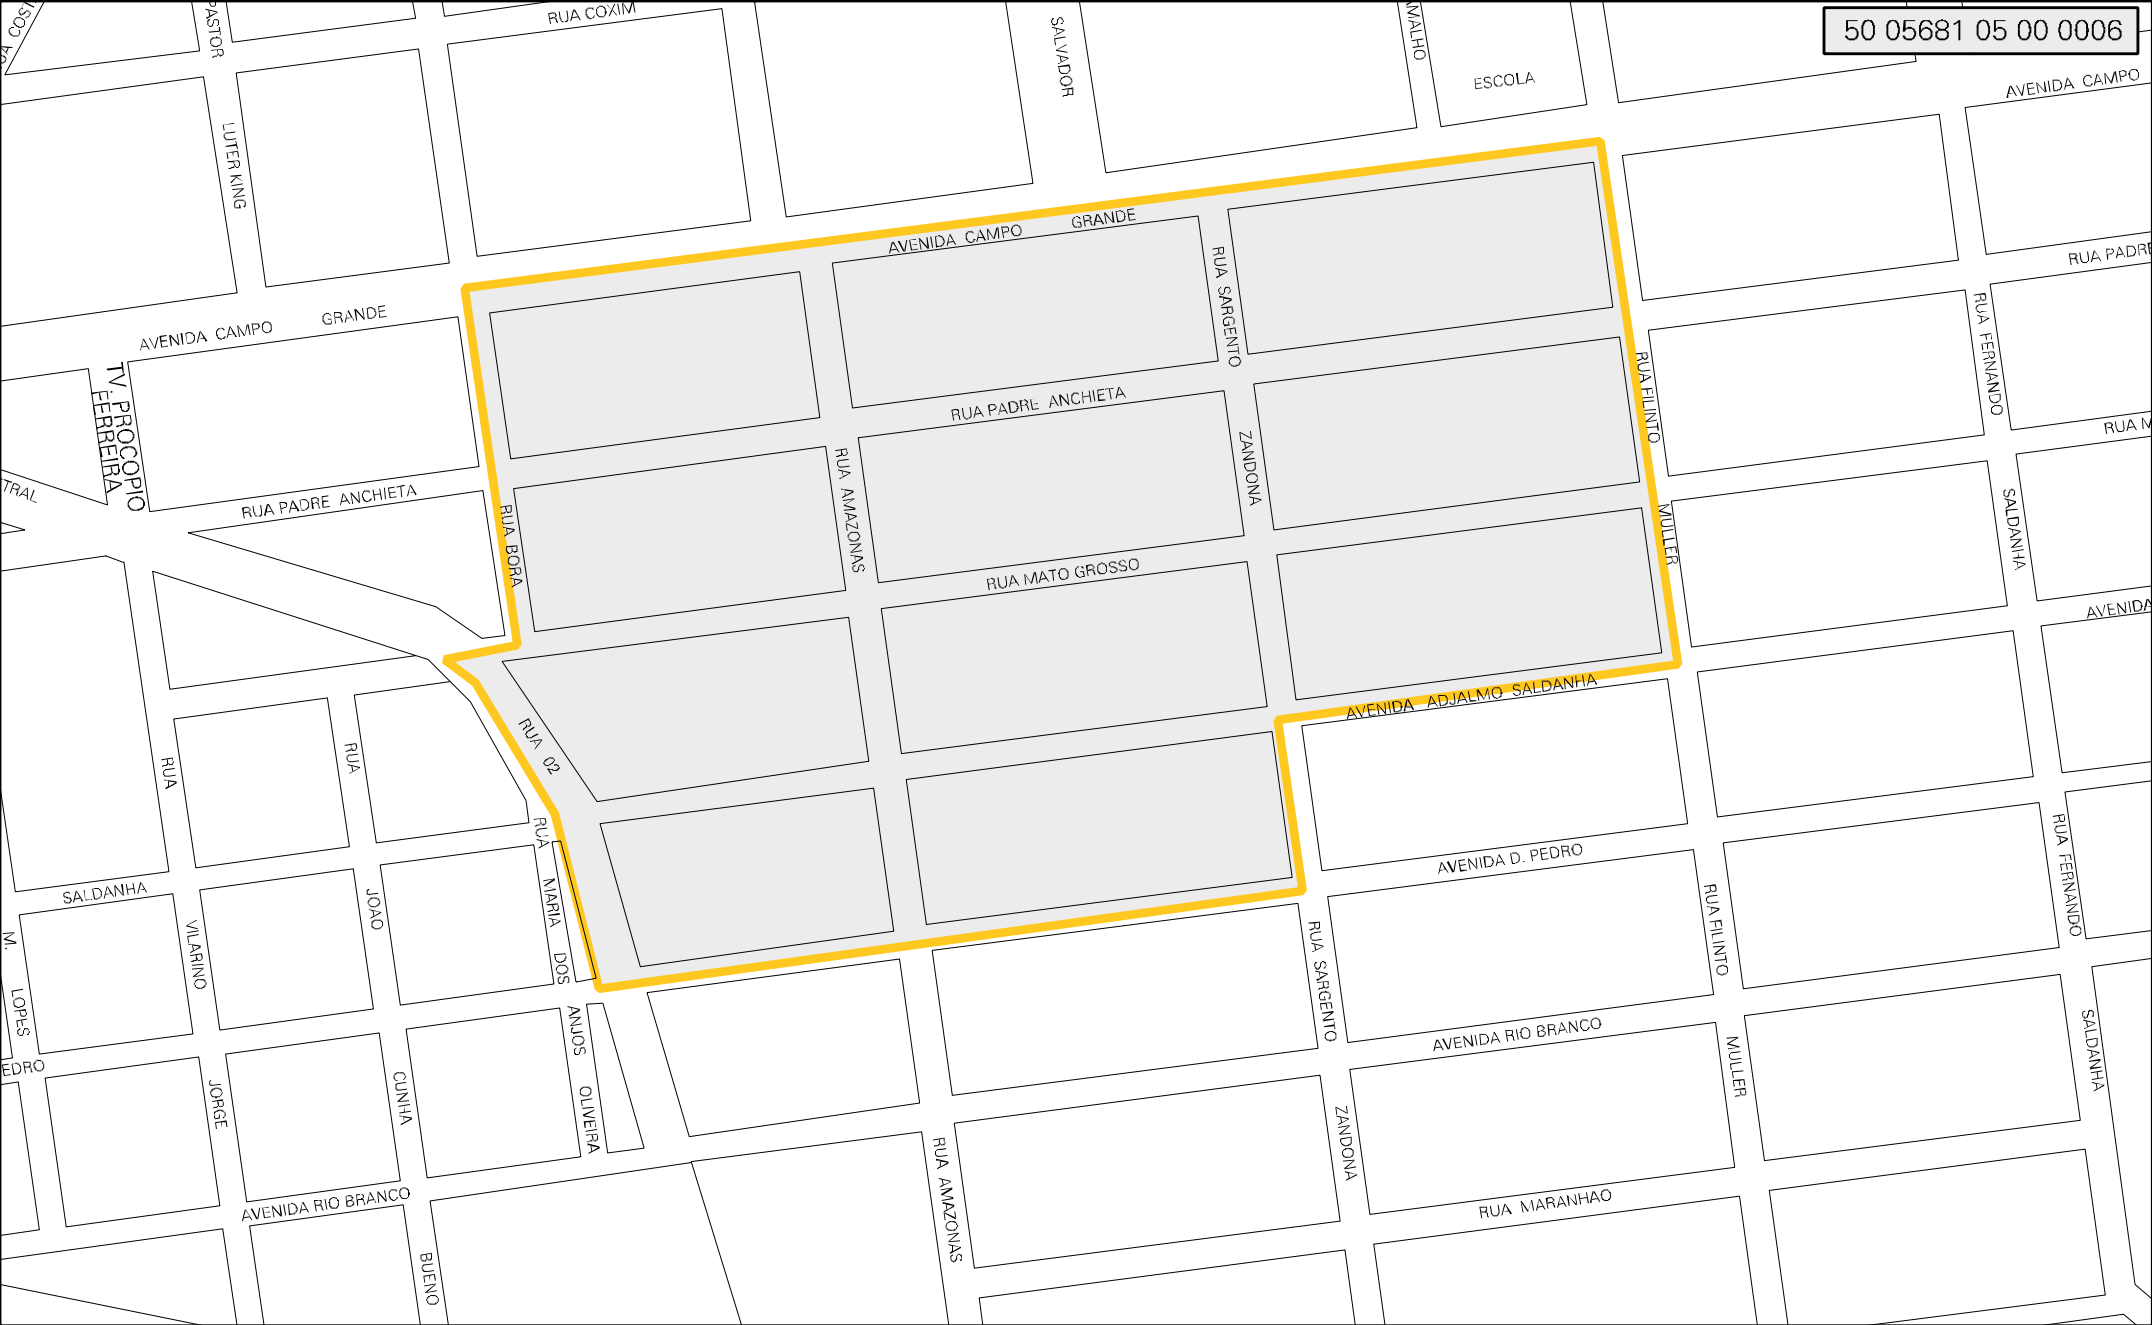 50 05681 05 00 0006
RUA COXIM
PASTOR
SALVADOR
ESCOLA
AVENIDA CAMPO
LUTER KING
AVENIDA CAMPO GRANDE
RUA SARGENTO
RUA PADRE
AVENIDA CAMPO GRANDE
TV. PROCOPIO
FERREIRA
RUA FERNANDO
RUA FILINTO
RUA PADRE ANCHIETA
RUA PADRE ANCHIETA
RUA AMAZONAS
ZANDONA
RUA BORA
MULLER
SALDANHA
RUA MATO GROSSO
AVENIDA
RUA 02
AVENIDA ADJALMO SALDANHA
RUA
RUA
RUA
MARIA
DOS
ANJOS
OLIVEIRA
AVENIDA D. PEDRO
SALDANHA
VILARINO
JOAO
RUA FILINTO
RUA FERNANDO
RUA SARGENTO
M.
LOPES
EDRO
JORGE
CUNHA
AVENIDA RIO BRANCO
MULLER
SALDANHA
ZANDONA
RUA AMAZONAS
AVENIDA RIO BRANCO
RUA MARANHAO
BUENO